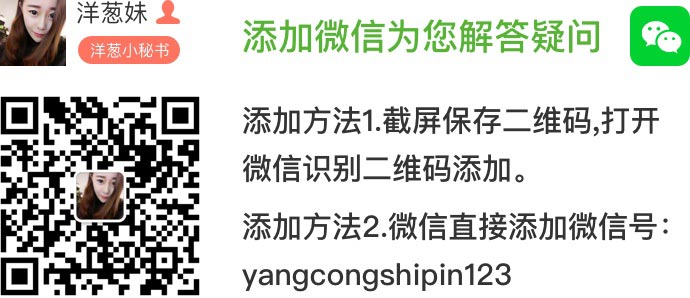 洋葱妹
洋葱小秘书
添加微信为您解答疑问
添加方法1.截屏保存二维码,打开
微信识别二维码添加。
添加方法2.微信直接添加微信号：
yangcongshipin123